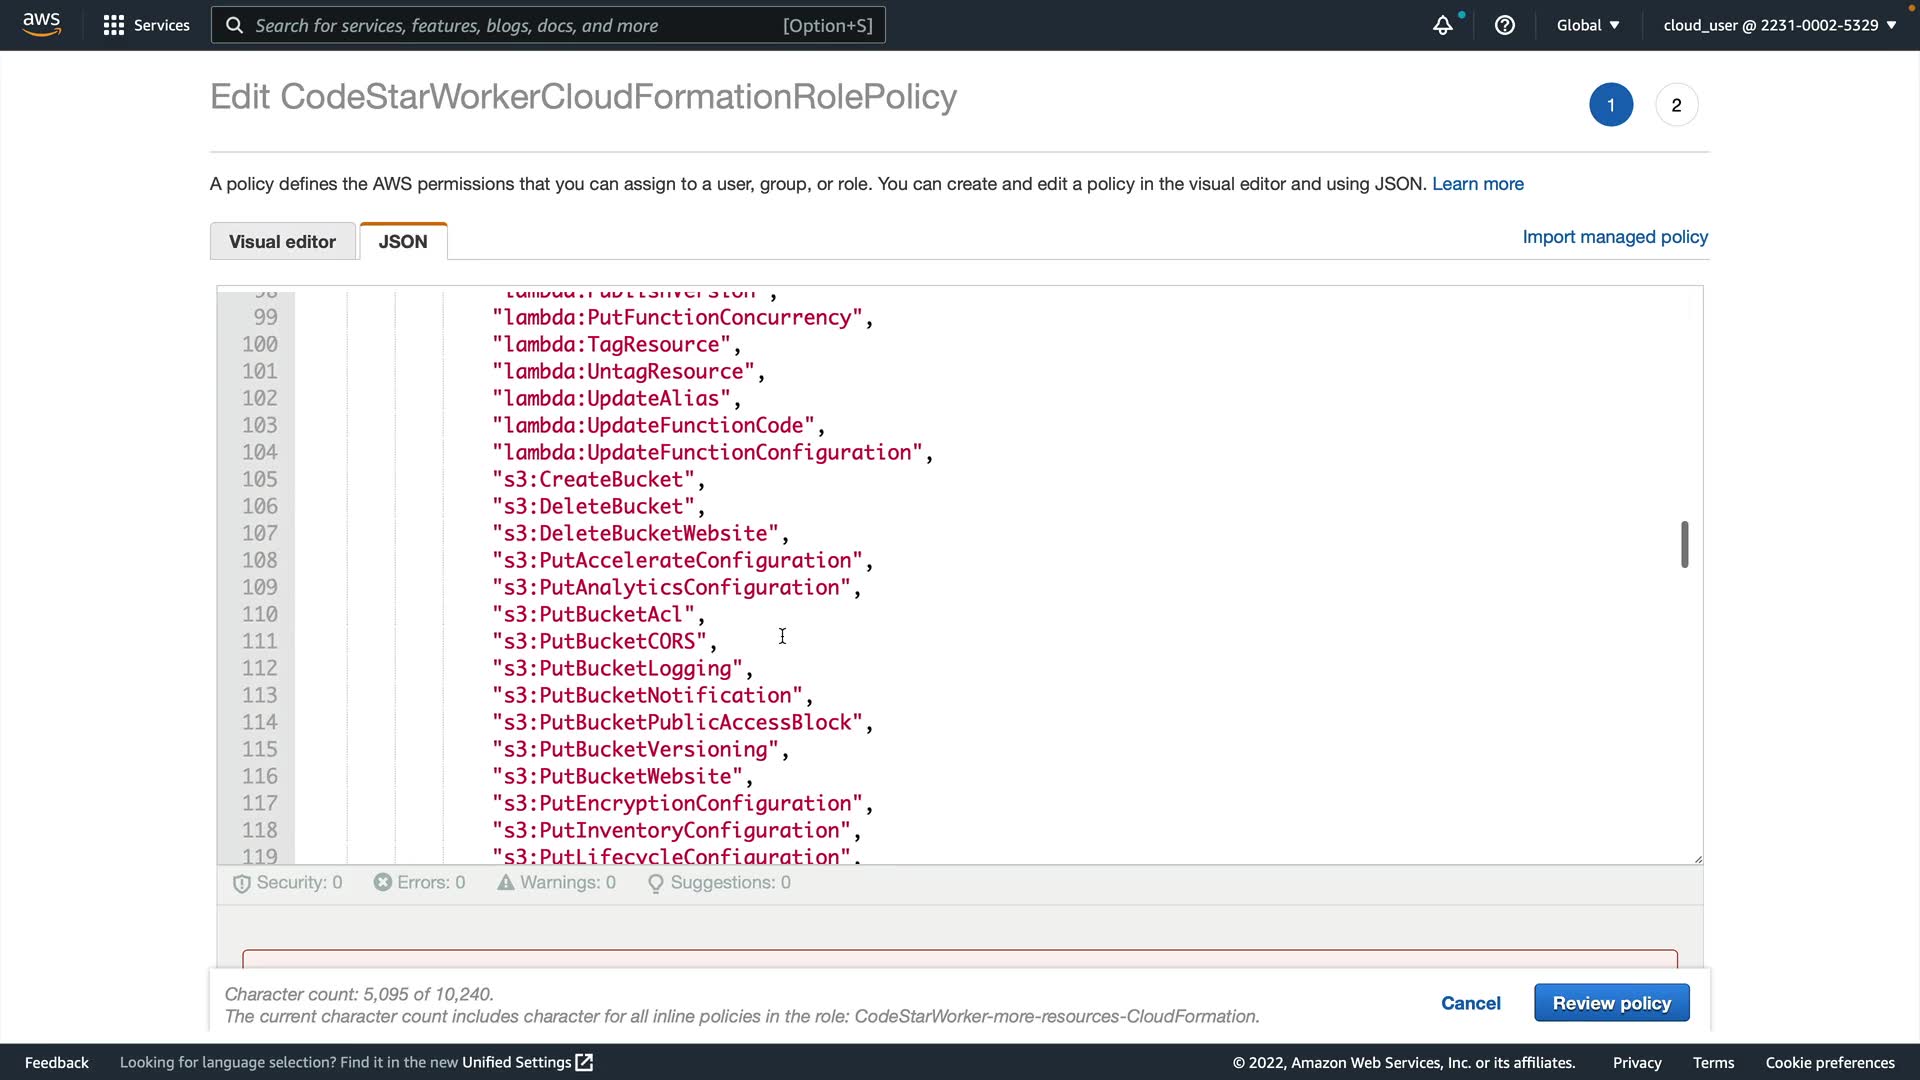 aws
Services
Search for services, features, blogs, docs, and more
[Option+S]
Global
cloud_user @ 2231-0002-5329
Edit CodeStarWorkerCloudFormationRolePolicy
1
2
A policy defines the AWS permissions that you can assign to a user, group, or role. You can create and edit a policy in the visual editor and using JSON. Learn more
Visual editor
JSON
Import managed policy
98 "lambda:PublishVersion",
99 "lambda:PutFunctionConcurrency",
100 "lambda:TagResource",
101 "lambda:UntagResource",
102 "lambda:UpdateAlias",
103 "lambda:UpdateFunctionCode",
104 "lambda:UpdateFunctionConfiguration",
105 "s3:CreateBucket",
106 "s3:DeleteBucket",
107 "s3:DeleteBucketWebsite",
108 "s3:PutAccelerateConfiguration",
109 "s3:PutAnalyticsConfiguration",
110 "s3:PutBucketAcl",
111 "s3:PutBucketCORS",
112 "s3:PutBucketLogging",
113 "s3:PutBucketNotification",
114 "s3:PutBucketPublicAccessBlock",
115 "s3:PutBucketVersioning",
116 "s3:PutBucketWebsite",
117 "s3:PutEncryptionConfiguration",
118 "s3:PutInventoryConfiguration",
119 "s3:PutLifecycleConfiguration",
Security: 0
Errors: 0
Warnings: 0
Suggestions: 0
Character count: 5,095 of 10,240.
The current character count includes character for all inline policies in the role: CodeStarWorker-more-resources-CloudFormation.
Cancel
Review policy
Feedback
Looking for language selection? Find it in the new Unified Settings
© 2022, Amazon Web Services, Inc. or its affiliates.
Privacy
Terms
Cookie preferences